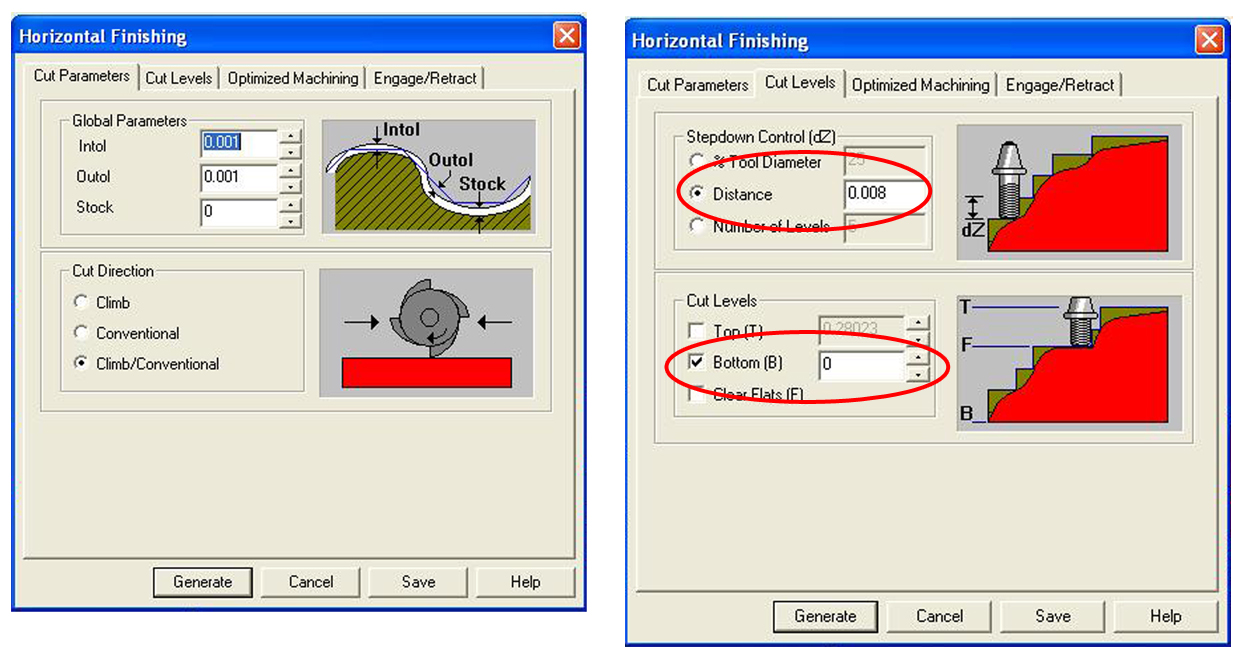 Horizontal Finishing
Cut Parameters Cut Levels Optimized Machining Engage/Retract
Global Parameters
Intol 0.001
Outol 0.001
Stock 0
Intol
Outol
Stock
Cut Direction
Climb
Conventional
Climb/Conventional
Generate Cancel Save Help
Horizontal Finishing
Cut Parameters Cut Levels Optimized Machining Engage/Retract
Stepdown Control (dZ)
% Tool Diameter 25
Distance 0.008
Number of Levels 5
dZ
Cut Levels
Top (T) 0.28023
Bottom (B) 0
Clear Flats (F)
T
F
B
Generate Cancel Save Help